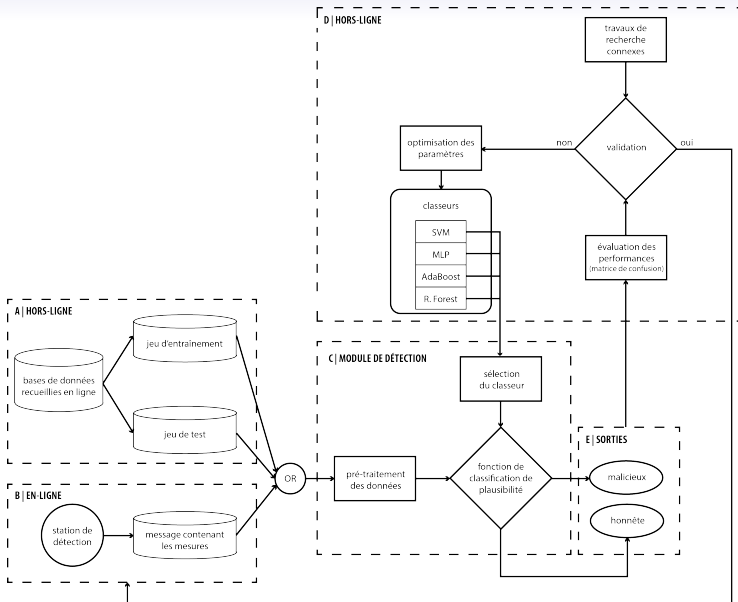 D | HORS-LIGNE
travaux de
recherche
connexes
optimisation des
paramètres
non
validation
oui
classeurs
SVM
MLP
AdaBoost
R. Forest
évaluation des
performances
(matrice de confusion)
A | HORS-LIGNE
jeu d'entraînement
bases de données
recueillies en ligne
jeu de test
C | MODULE DE DÉTECTION
sélection
du classeur
E | SORTIES
OR
pré-traitement
des données
fonction de
classification de
plausibilité
malicieux
honnête
B | EN-LIGNE
station de
détection
message contenant
les mesures